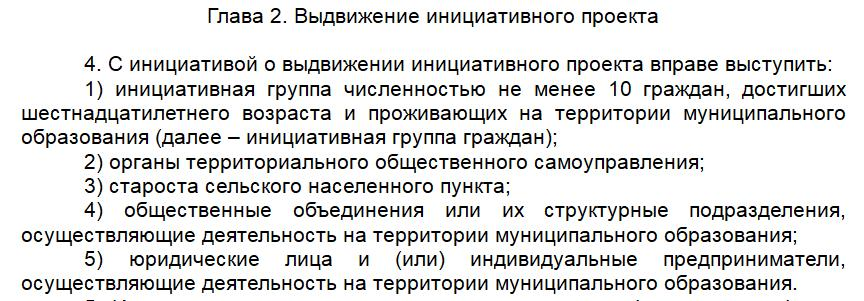 Глава 2. Выдвижение инициативного проекта
4. С инициативой о выдвижении инициативного проекта вправе выступить:
1) инициативная группа численностью не менее 10 граждан, достигших
шестнадцатилетнего возраста и проживающих на территории муниципального
образования (далее – инициативная группа граждан);
2) органы территориального общественного самоуправления;
3) староста сельского населенного пункта;
4) общественные объединения или их структурные подразделения,
осуществляющие деятельность на территории муниципального образования;
5) юридические лица и (или) индивидуальные предприниматели,
осуществляющие деятельность на территории муниципального образования.